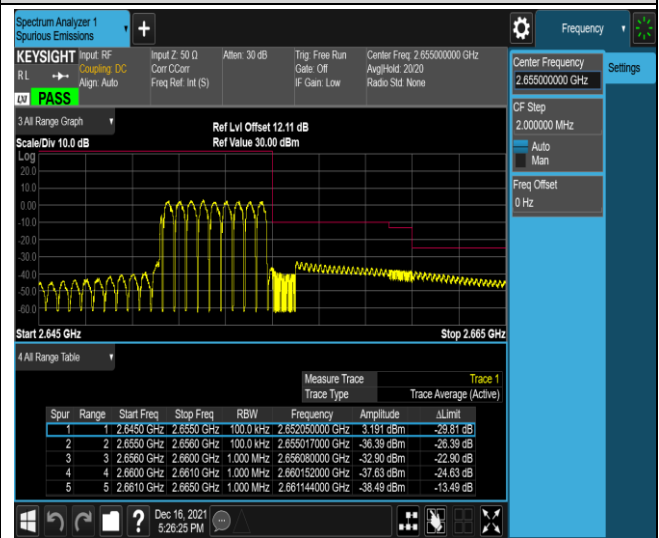 Spectrum Analyzer 1
Spurious Emissions
Frequency
KEYSIGHT
RL
Input: RF
Coupling: DC
Align: Auto
Input Z: 50 Ω
Corr CCorr
Freq Ref: Int (S)
Atten: 30 dB
Trig: Free Run
Gate: Off
IF Gain: Low
Center Freq: 2.655000000 GHz
Avg|Hold: 20/20
Radio Std: None
LXI PASS
Center Frequency
2.655000000 GHz
Settings
CF Step
2.000000 MHz
Auto
Man
Freq Offset
0 Hz
3 All Range Graph
Scale/Div 10.0 dB
Ref Lvl Offset 12.11 dB
Ref Value 30.00 dBm
Log
20.0
10.0
0.00
-10.0
-20.0
-30.0
-40.0
-50.0
-60.0
Start 2.645 GHz Stop 2.665 GHz
4 All Range Table
Measure Trace Trace 1
Trace Type Trace Average (Active)
Spur Range Start Freq Stop Freq RBW Frequency Amplitude ΔLimit
1 1 2.6450 GHz 2.6550 GHz 100.0 kHz 2.652050000 GHz 3.191 dBm -29.81 dB
2 2 2.6550 GHz 2.6560 GHz 100.0 kHz 2.655017000 GHz -36.39 dBm -26.39 dB
3 3 2.6560 GHz 2.6600 GHz 1.000 MHz 2.656080000 GHz -32.90 dBm -22.90 dB
4 4 2.6600 GHz 2.6610 GHz 1.000 MHz 2.660152000 GHz -37.63 dBm -24.63 dB
5 5 2.6610 GHz 2.6650 GHz 1.000 MHz 2.661144000 GHz -38.49 dBm -13.49 dB
Dec 16, 2021
5:26:25 PM